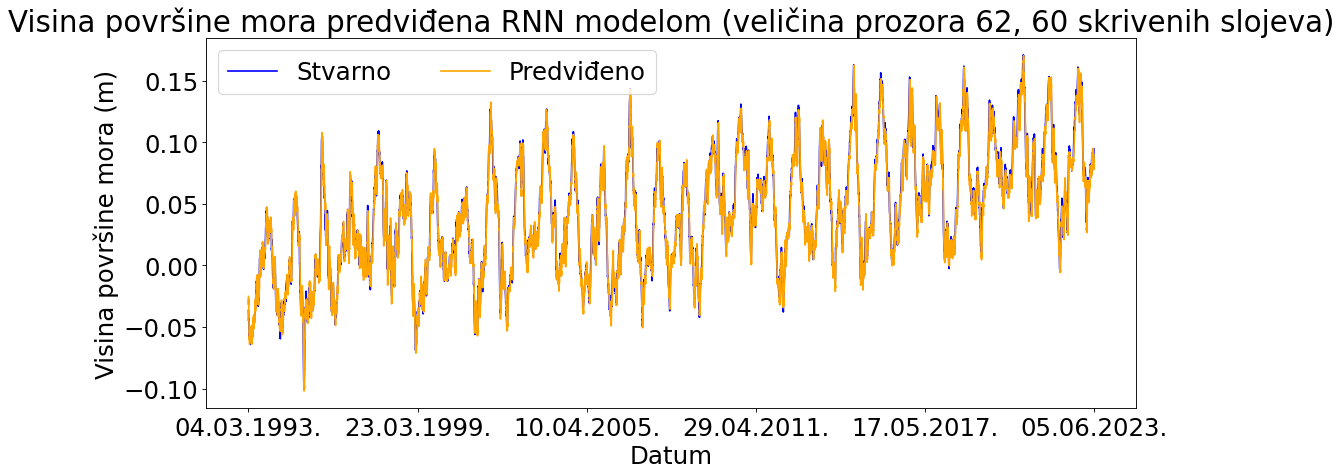 Visina površine mora predviđena RNN modelom (veličina prozora 62, 60 skrivenih slojeva)
Stvarno
Predviđeno
Visina površine mora (m)
0.15
0.10
0.05
0.00
−0.05
−0.10
04.03.1993.
23.03.1999.
10.04.2005.
29.04.2011.
17.05.2017.
05.06.2023.
Datum